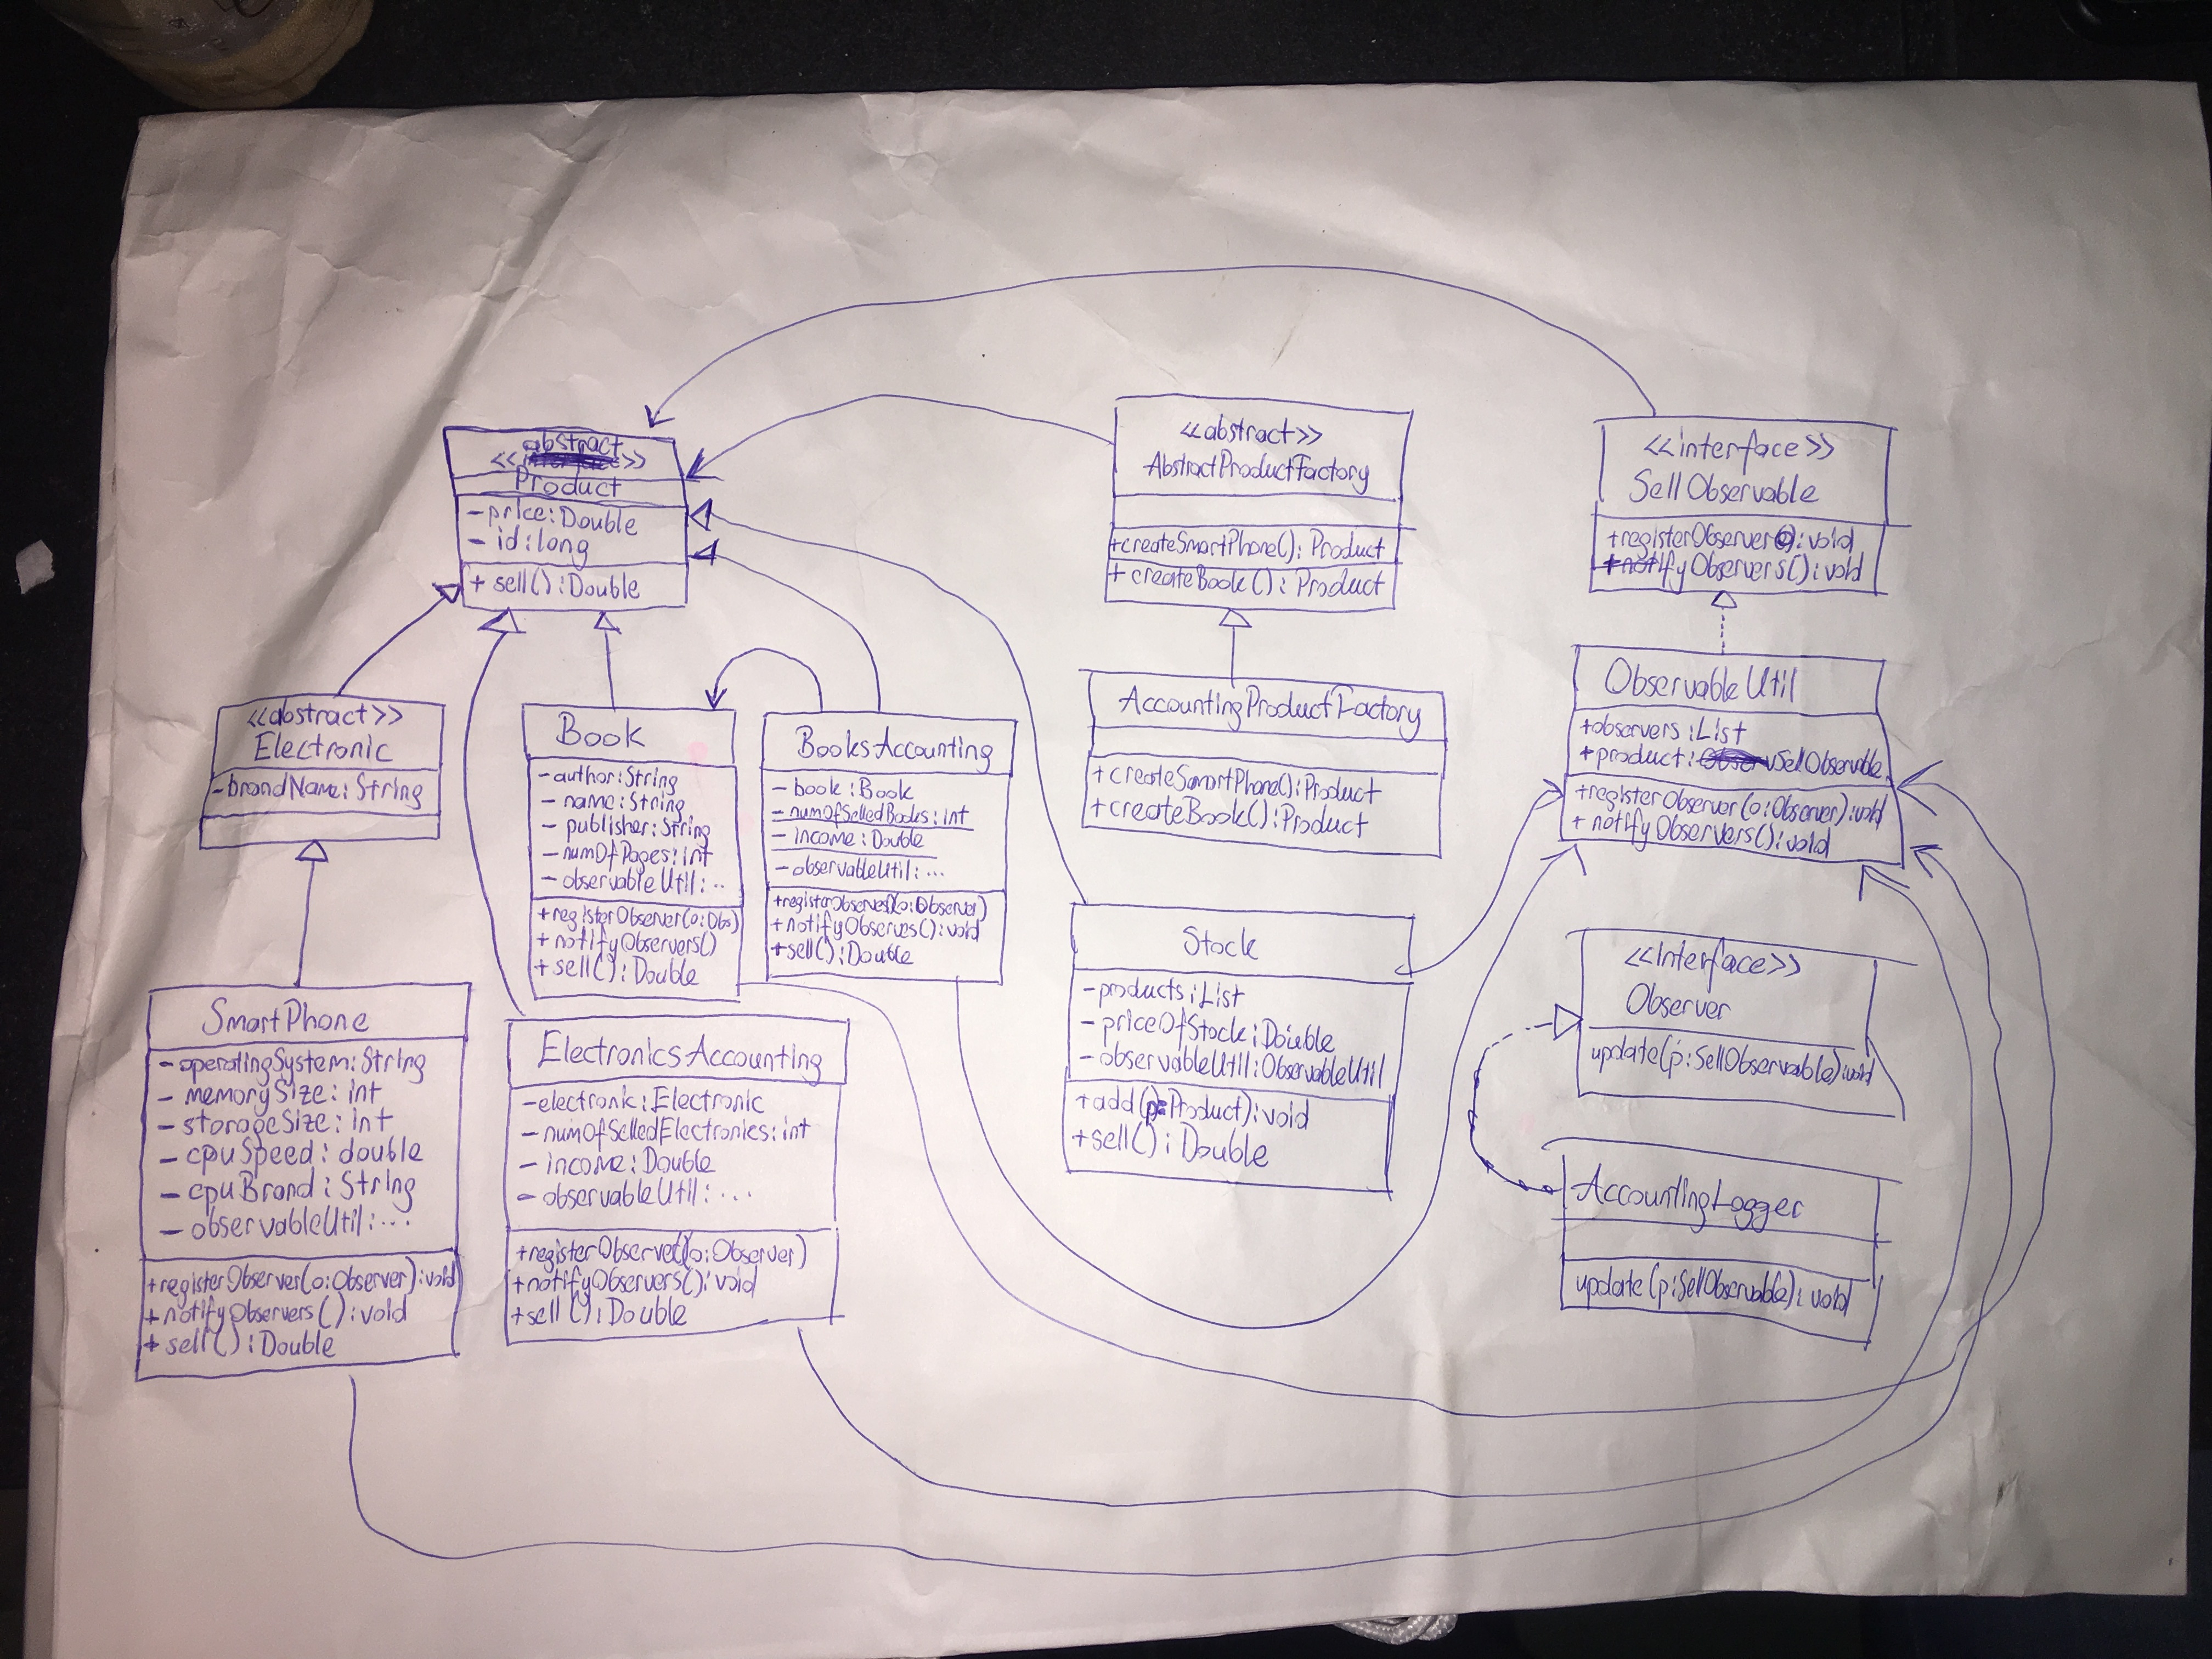 <<abstract>>
Product
-price:Double
- id:long
+ sell():Double
<<abstract>>
AbstractProductFactory
+createSmartPhone(): Product
+ createBook(): Product
<<interface>>
SellObservable
+registerObserver(): void
+notifyObservers(): void
<<abstract>>
Electronic
-brandName: String
Book
-author:String
- name: String
- publisher: String
- numOfPages: int
- observableUtil: ..
+registerObserver(o:Obs)
+notifyObservers()
+ sell(): Double
BooksAccounting
- book:Book
- numOfSelledBooks: int
- income: Double
- observableUtil: ...
+registerObserver(o:Observer)
+notifyObserves(): void
+sell(): Double
AccountingProductFactory
+createSmartPhone():Product
+createBook():Product
ObservableUtil
+observers:List
+product: SellObservable
+registerObserver(o:Observer):void
+ notifyObservers():void
SmartPhone
- operatingSystem: String
- memorySize: int
- storageSize: int
- cpuSpeed: double
- cpuBrand: String
- observableUtil:...
+registerObserver(o:Observer):void
+ notifyObservers(): void
+ sell(): Double
ElectronicsAccounting
-electronic: Electronic
-numOfSelledElectronics: int
- income: Double
- observableUtil: ...
+registerObserver(o:Observer)
+notifyObservers(): void
+sell(): Double
Stock
-products:List
-priceOfStock: Double
-observableUtil:ObservableUtil
+add(p:Product):void
+sell(): Double
<<interface>>
Observer
update(p:SellObservable):void
AccountingLogger
update(p:SellObservable): void